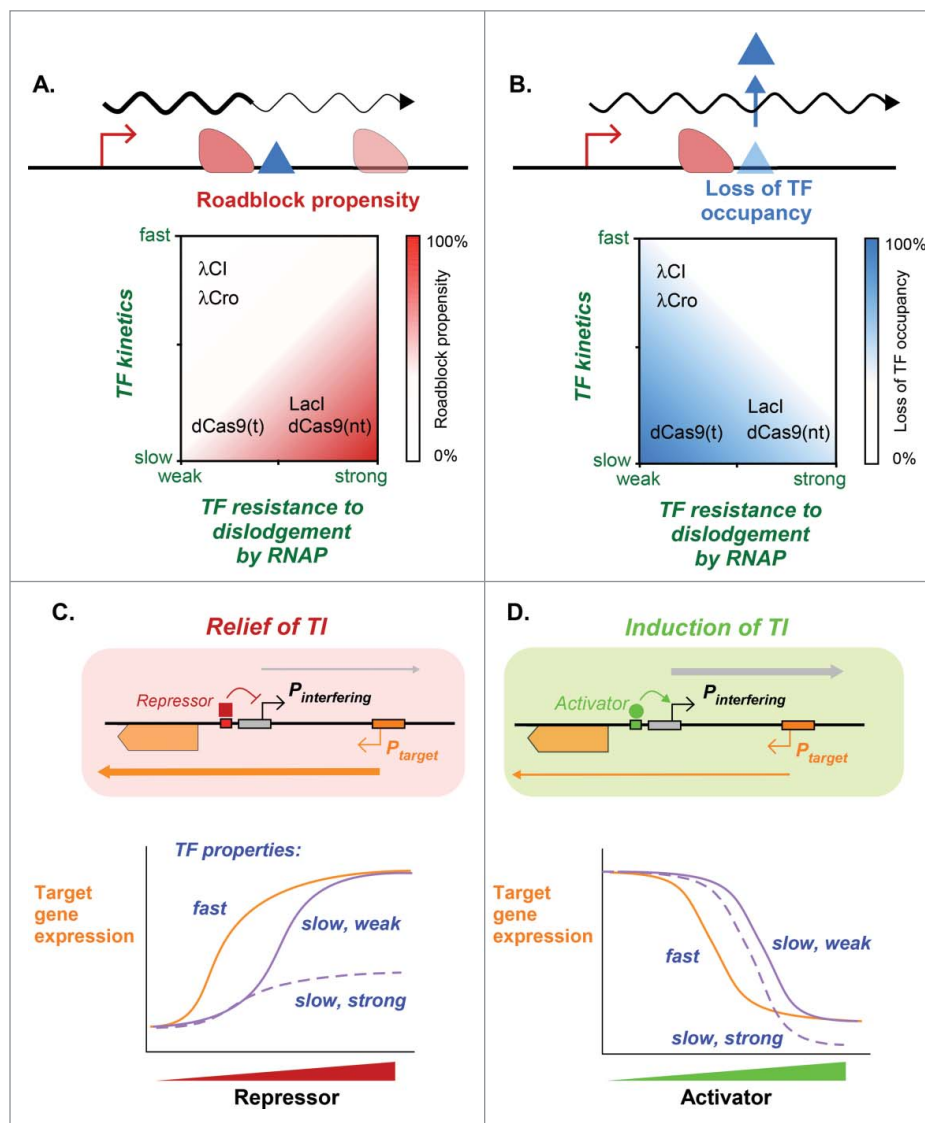 A.
Roadblock propensity
fast
TF kinetics
slow
λCI
λCro
LacI
dCas9(t)
dCas9(nt)
weak
strong
TF resistance to
dislodgement
by RNAP
100%
Roadblock propensity
0%
B.
Loss of TF
occupancy
fast
TF kinetics
slow
λCI
λCro
LacI
dCas9(t)
dCas9(nt)
weak
strong
TF resistance to
dislodgement
by RNAP
100%
Loss of TF occupancy
0%
C.
Relief of TI
Repressor
Pinterfering
Ptarget
TF properties:
Target
gene
expression
fast
slow, weak
slow, strong
Repressor
D.
Induction of TI
Activator
Pinterfering
Ptarget
Target
gene
expression
fast
slow, weak
slow, strong
Activator